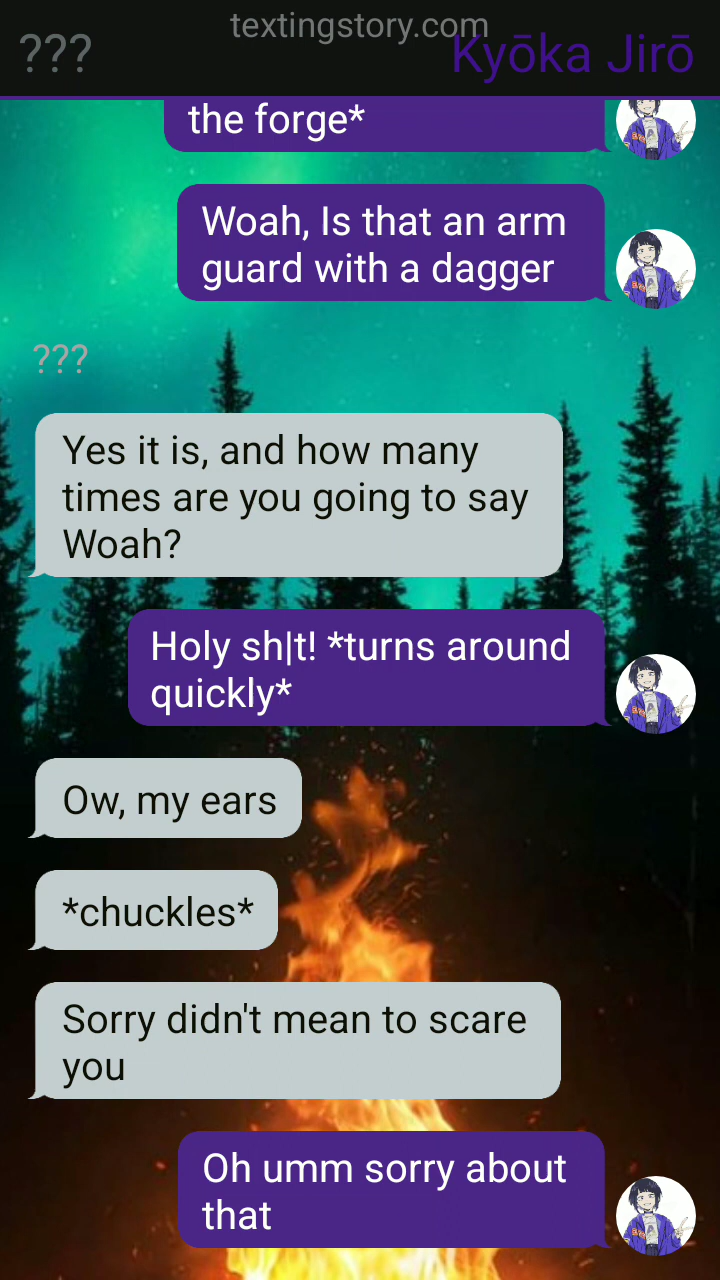 textingstory.com
???
Kyōka Jirō
the forge*
Woah, Is that an arm
guard with a dagger
???
Yes it is, and how many
times are you going to say
Woah?
Holy sh|t! *turns around
quickly*
Ow, my ears
*chuckles*
Sorry didn't mean to scare
you
Oh umm sorry about
that